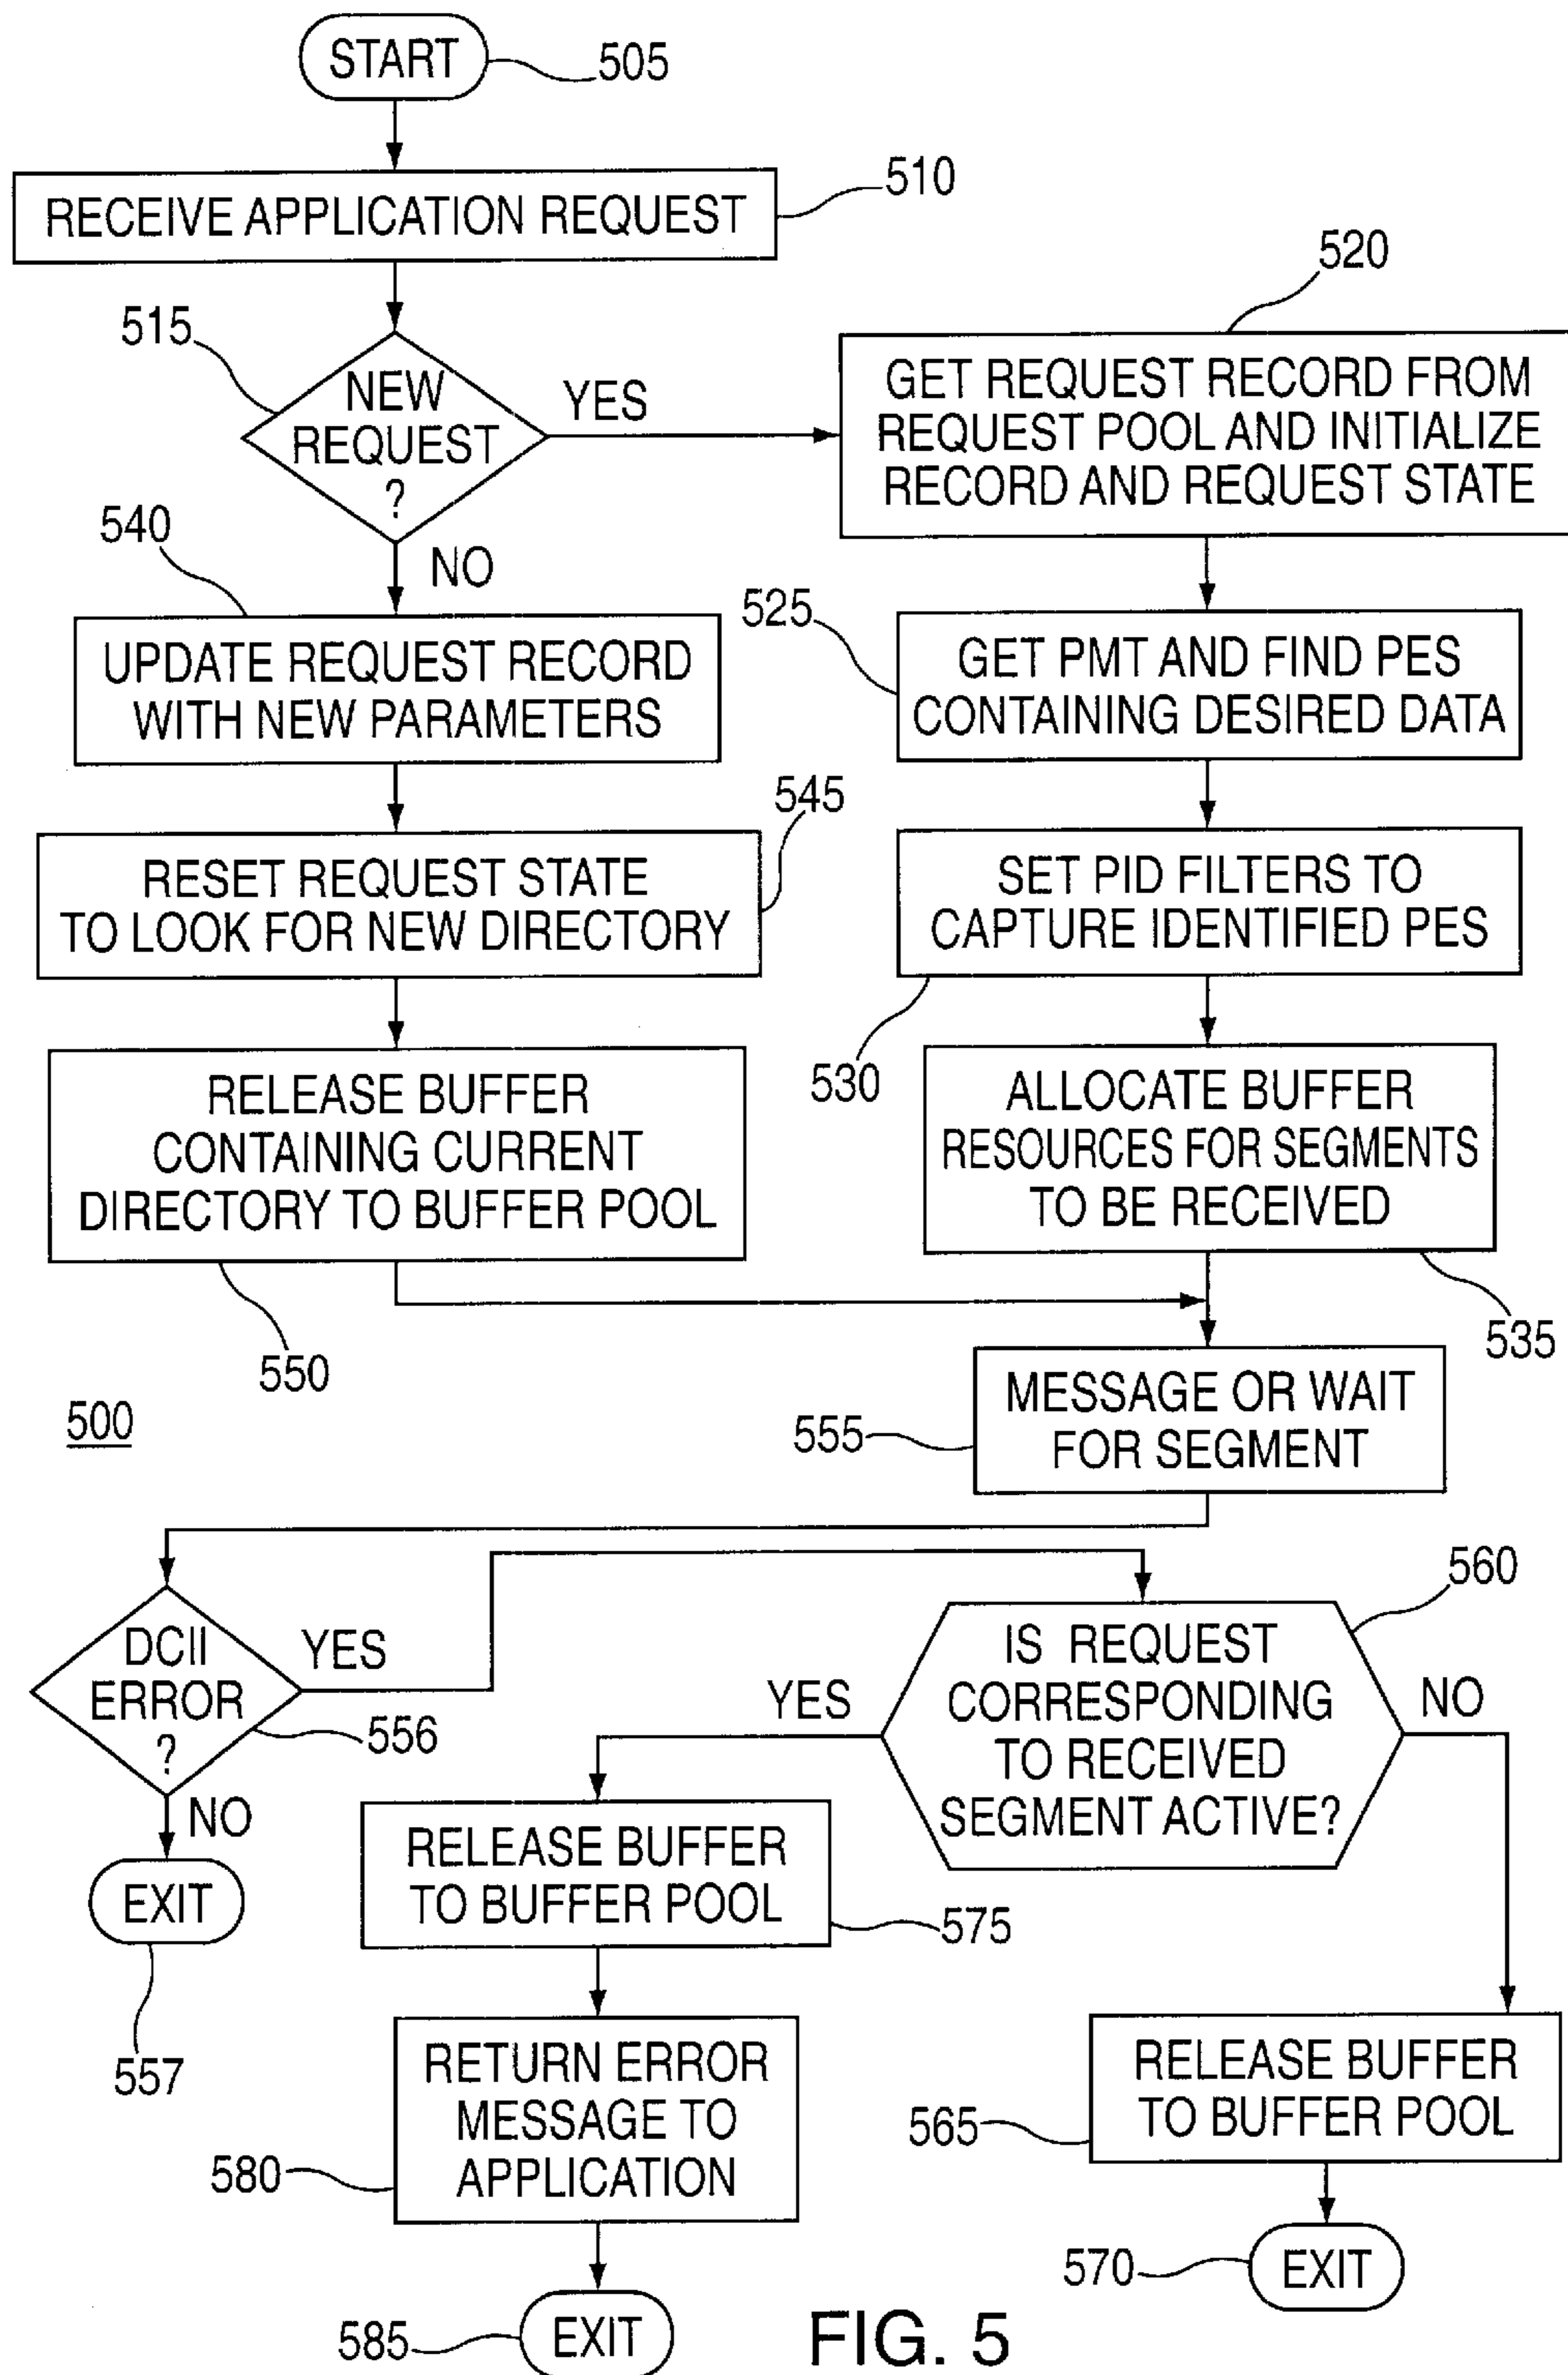 START
505
RECEIVE APPLICATION REQUEST
510
515
NEW
REQUEST
?
YES
NO
520
GET REQUEST RECORD FROM
REQUEST POOL AND INITIALIZE
RECORD AND REQUEST STATE
540
UPDATE REQUEST RECORD
WITH NEW PARAMETERS
525
GET PMT AND FIND PES
CONTAINING DESIRED DATA
545
RESET REQUEST STATE
TO LOOK FOR NEW DIRECTORY
SET PID FILTERS TO
CAPTURE IDENTIFIED PES
530
RELEASE BUFFER
CONTAINING CURRENT
DIRECTORY TO BUFFER POOL
550
ALLOCATE BUFFER
RESOURCES FOR SEGMENTS
TO BE RECEIVED
535
500
555
MESSAGE OR WAIT
FOR SEGMENT
DCII
ERROR
?
YES
556
NO
EXIT
557
560
IS REQUEST
CORRESPONDING
TO RECEIVED
SEGMENT ACTIVE?
YES
NO
RELEASE BUFFER
TO BUFFER POOL
575
RETURN ERROR
MESSAGE TO
APPLICATION
580
EXIT
585
RELEASE BUFFER
TO BUFFER POOL
565
EXIT
570
FIG. 5